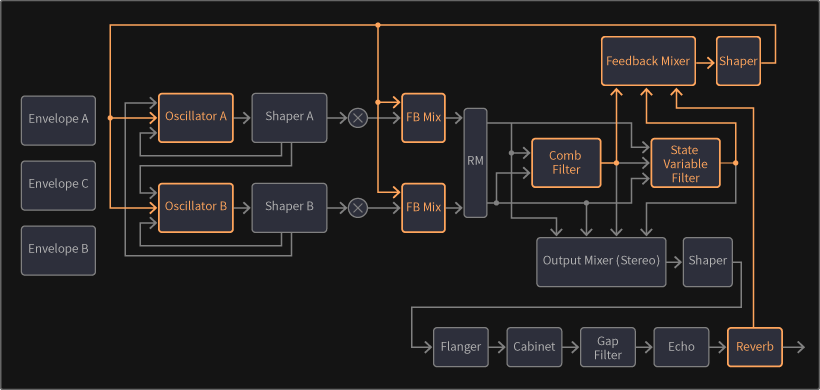 Feedback Mixer
Shaper
Envelope A
Oscillator A
Shaper A
FB Mix
RM
Comb
Filter
State
Variable
Filter
Envelope C
Oscillator B
Shaper B
FB Mix
Envelope B
Output Mixer (Stereo)
Shaper
Flanger
Cabinet
Gap
Filter
Echo
Reverb